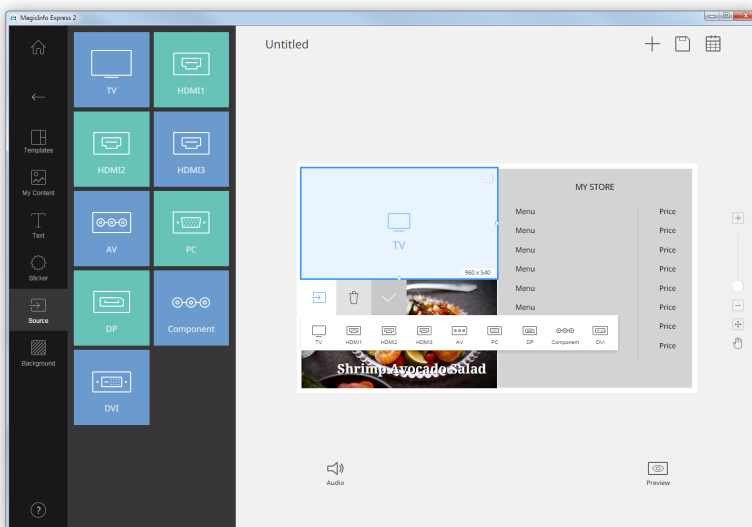 MagicInfo Express 2
Untitled
Templates
My Content
Text
Sticker
Source
Background
?
TV
HDMI1
HDMI2
HDMI3
AV
PC
DP
Component
DVI
TV
960 x 540
MY STORE
Menu Price
Menu Price
Menu Price
Menu Price
Menu Price
Menu Price
Price
Price
TV HDMI1 HDMI2 HDMI3 AV PC DP Component DVI
Shrimp Avocado Salad
Audio
Preview